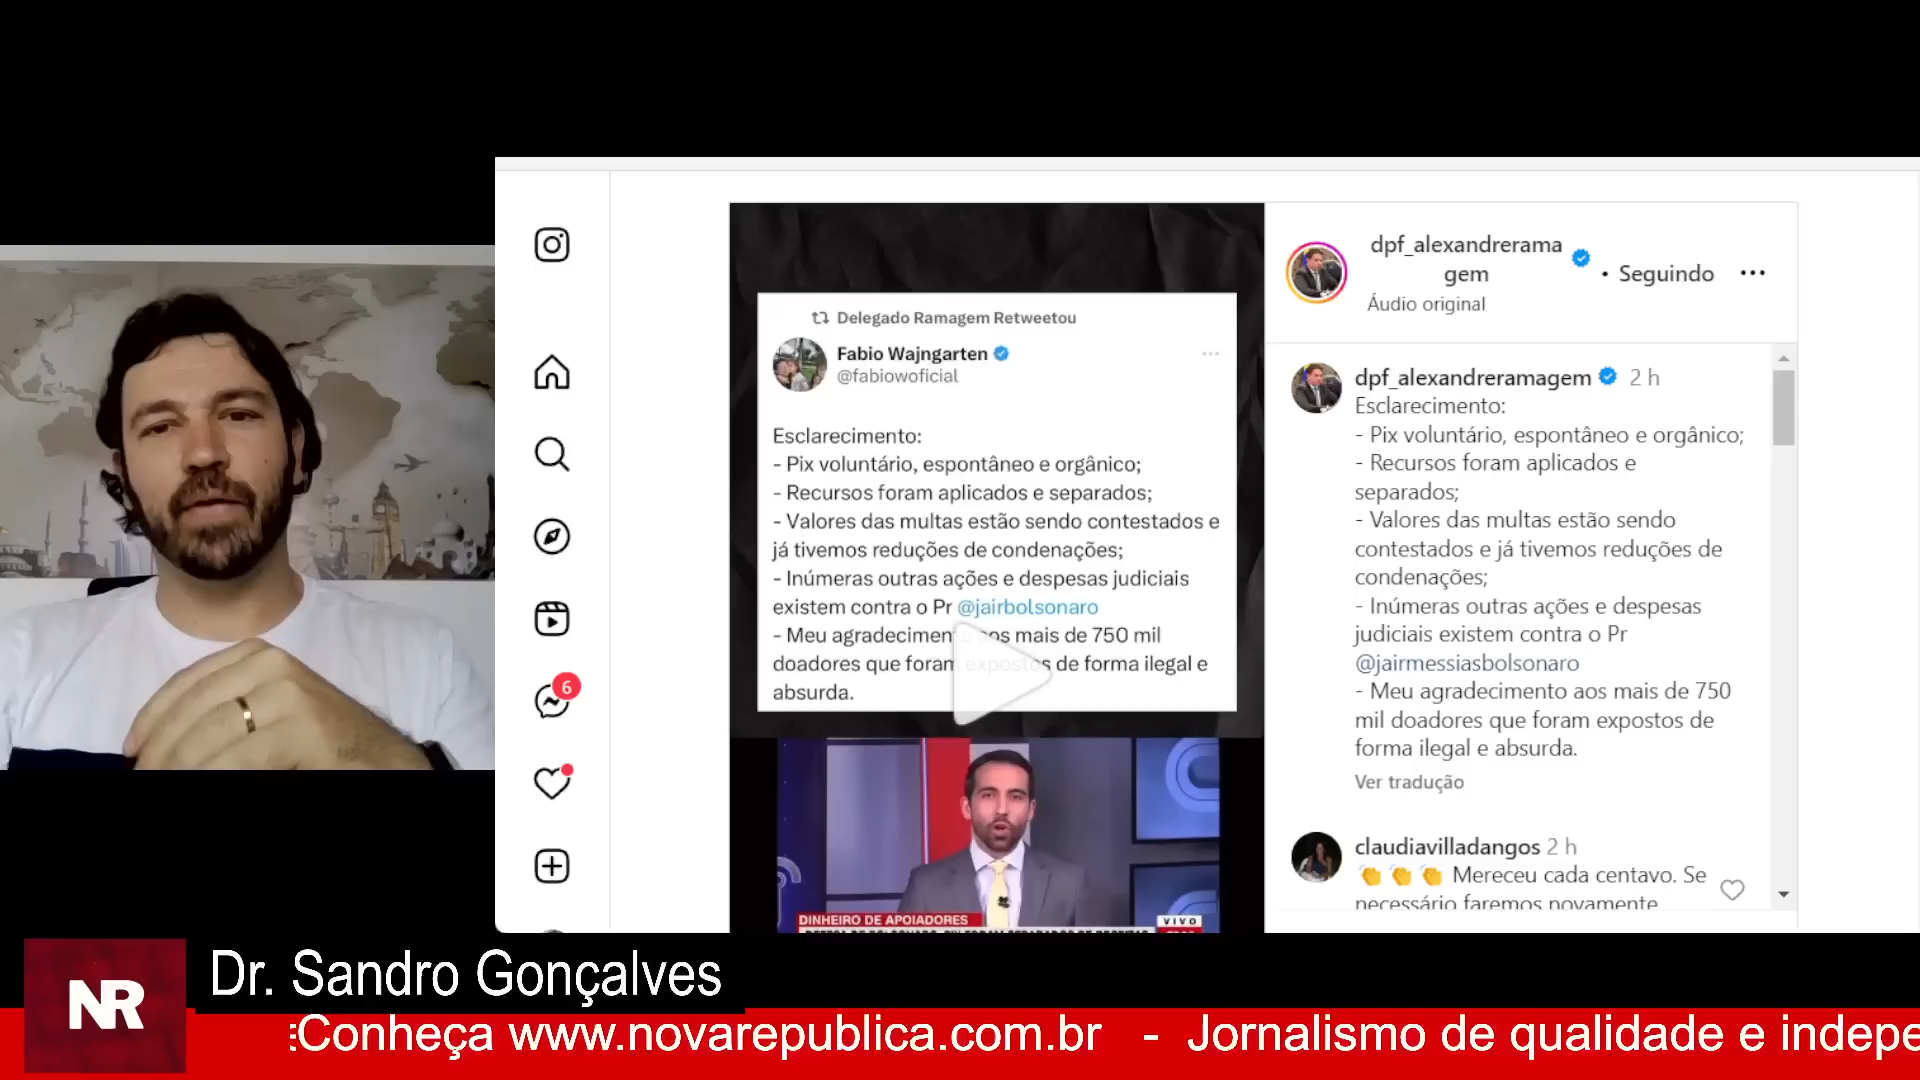 Delegado Ramagem Retweetou
Fabio Wajngarten
@fabiowoficial
Esclarecimento:
- Pix voluntário, espontâneo e orgânico;
- Recursos foram aplicados e separados;
- Valores das multas estão sendo contestados e
já tivemos reduções de condenações;
- Inúmeras outras ações e despesas judiciais
existem contra o Pr @jairbolsonaro
- Meu agradecimento aos mais de 750 mil
doadores que foram expostos de forma ilegal e
absurda.
DINHEIRO DE APOIADORES
VIVO
dpf_alexandrerama
gem
• Seguindo
Áudio original
dpf_alexandreramagem 2 h
Esclarecimento:
- Pix voluntário, espontâneo e orgânico;
- Recursos foram aplicados e
separados;
- Valores das multas estão sendo
contestados e já tivemos reduções de
condenações;
- Inúmeras outras ações e despesas
judiciais existem contra o Pr
@jairmessiasbolsonaro
- Meu agradecimento aos mais de 750
mil doadores que foram expostos de
forma ilegal e absurda.
Ver tradução
claudiavilladangos 2 h
👏👏👏 Mereceu cada centavo. Se
necessário faremos novamente
6
NR
Dr. Sandro Gonçalves
Conheça www.novarepublica.com.br - Jornalismo de qualidade e indepe